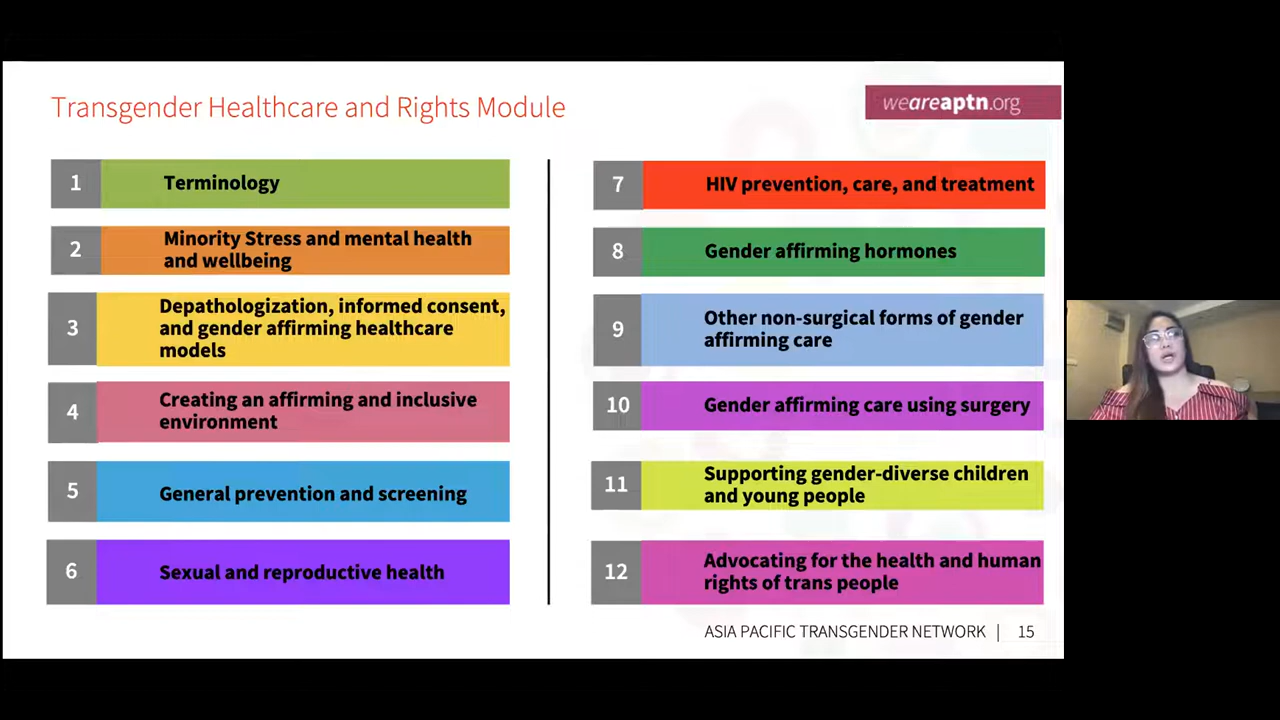 Transgender Healthcare and Rights Module
weareaptn.org
1
Terminology
2
Minority Stress and mental health
and wellbeing
3
Depathologization, informed consent,
and gender affirming healthcare
models
4
Creating an affirming and inclusive
environment
5
General prevention and screening
6
Sexual and reproductive health
7
HIV prevention, care, and treatment
8
Gender affirming hormones
9
Other non-surgical forms of gender
affirming care
10
Gender affirming care using surgery
11
Supporting gender-diverse children
and young people
12
Advocating for the health and human
rights of trans people
ASIA PACIFIC TRANSGENDER NETWORK | 15